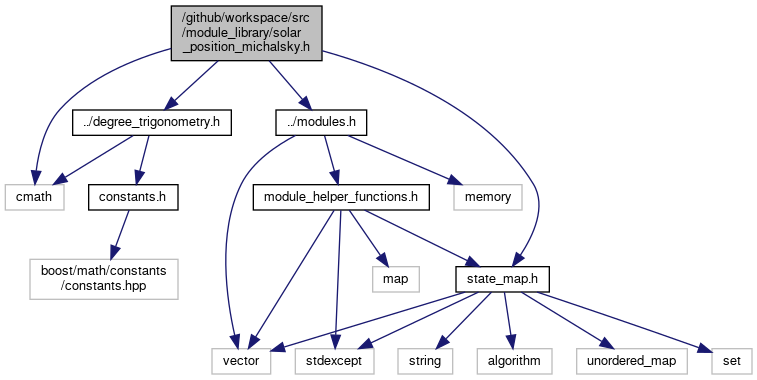 /github/workspace/src
/module_library/solar
_position_michalsky.h
../degree_trigonometry.h
../modules.h
cmath
constants.h
module_helper_functions.h
memory
boost/math/constants
/constants.hpp
map
state_map.h
vector
stdexcept
string
algorithm
unordered_map
set